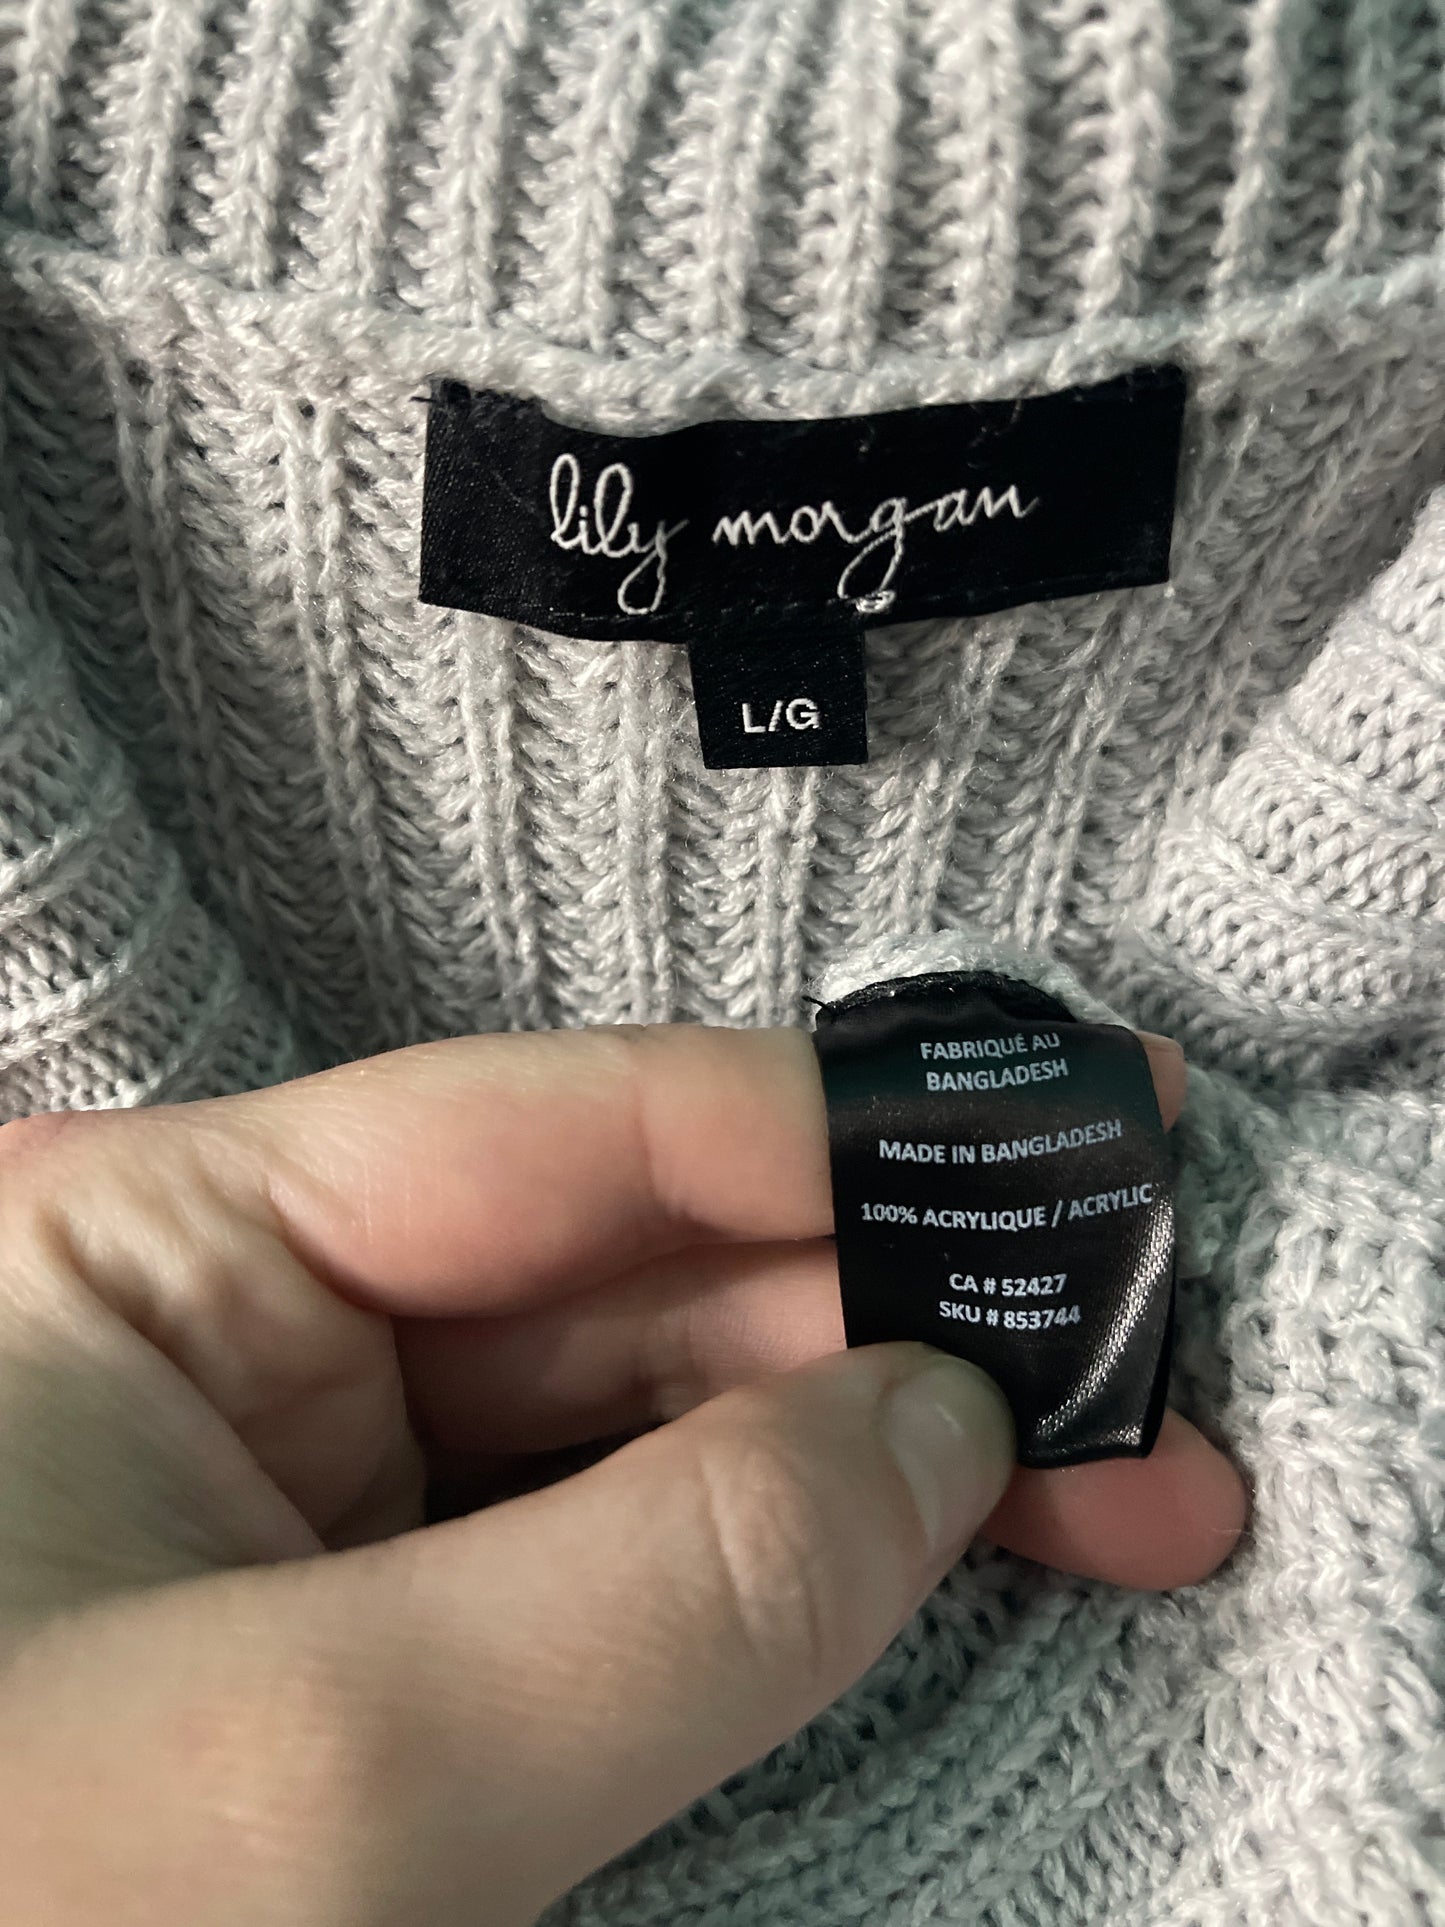 lily morgan
L/G
FABRIQUÉ AU
BANGLADESH
MADE IN BANGLADESH
100% ACRYLIQUE / ACRYLIC
CA # 52427
SKU # 853744